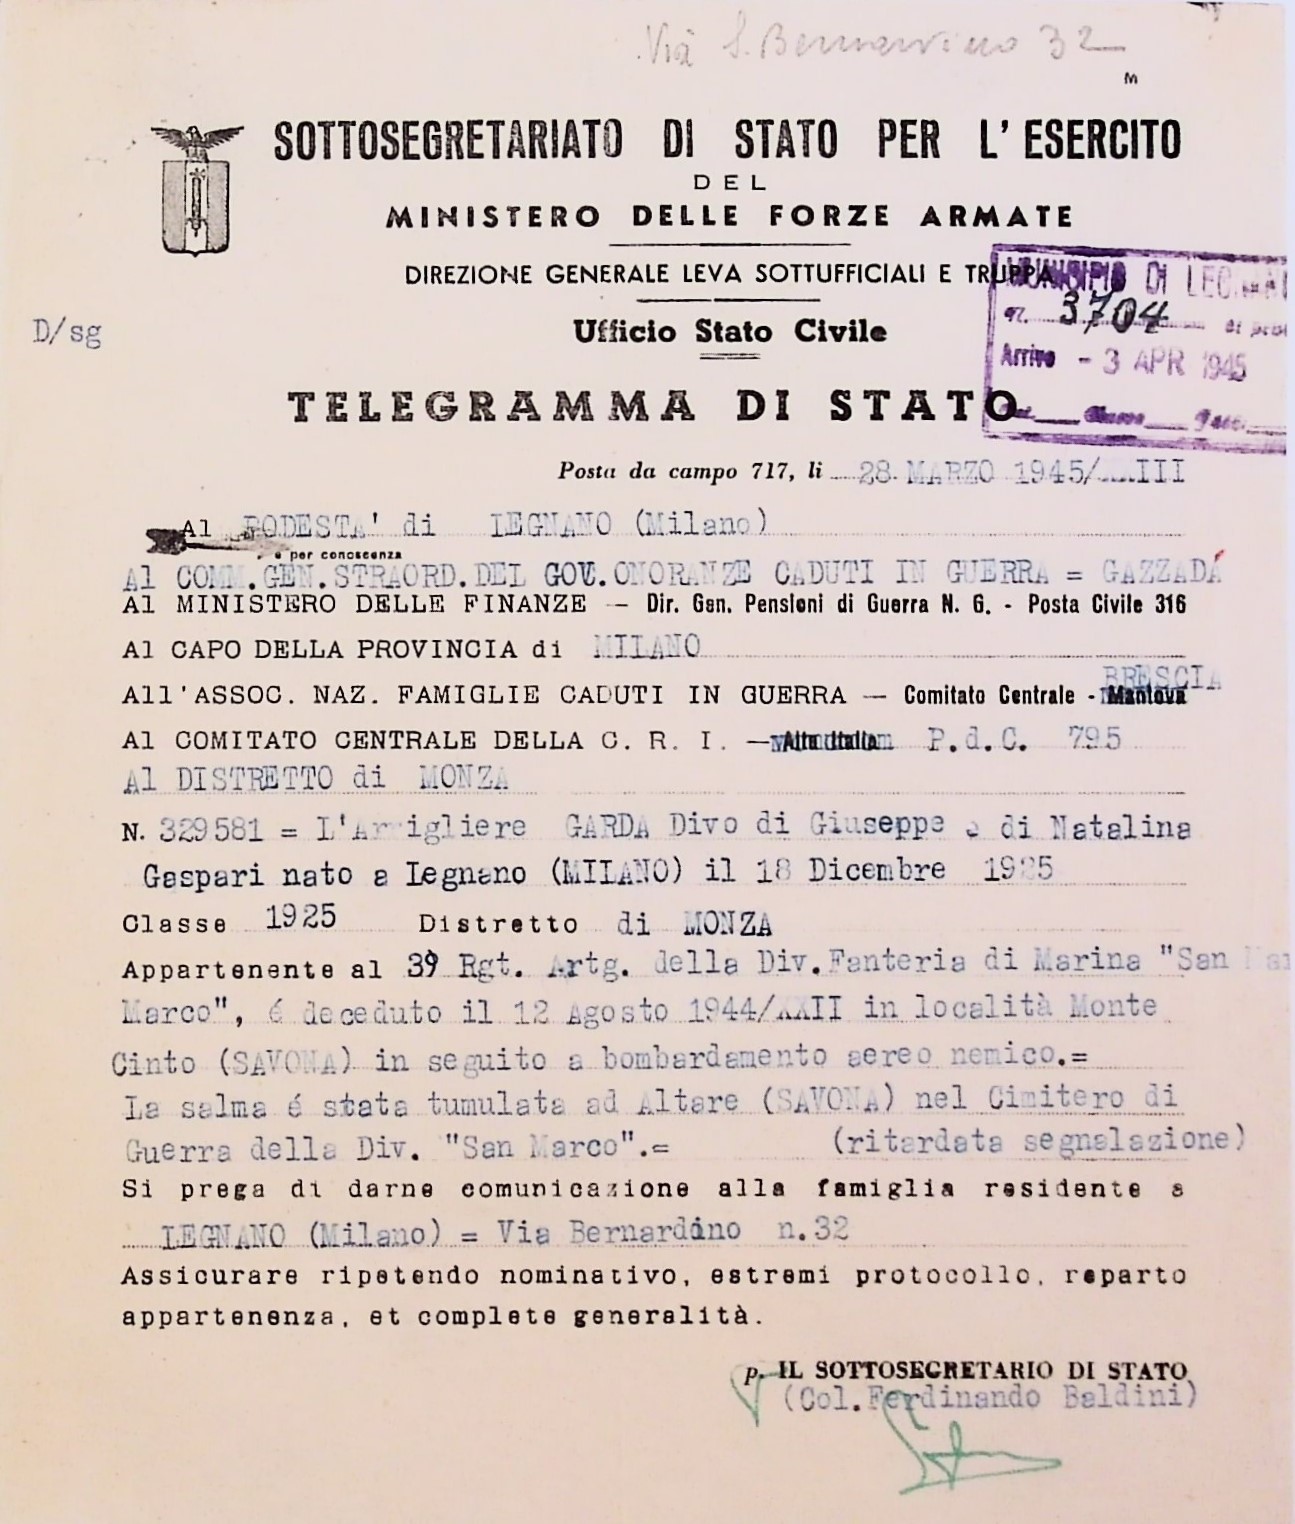 Via S. Bernardino 32
M
SOTTOSEGRETARIATO DI STATO PER L'ESERCITO
DEL
MINISTERO DELLE FORZE ARMATE
DIREZIONE GENERALE LEVA SOTTUFFICIALI E TRUPPA
MUNICIPIO DI LEGNAN
N. 3704 di prot
D/sg
Ufficio Stato Civile
Arrivo - 3 APR 1945
TELEGRAMMA DI STATO
Posta da campo 717, lì 28 MARZO 1945/XXIII
Al PODESTA' di LEGNANO (Milano)
e per conoscenza
Al COMM.GEN.STRAORD.DEL GOV.ONORANZE CADUTI IN GUERRA = GAZZADA
Al MINISTERO DELLE FINANZE — Dir. Gen. Pensioni di Guerra N. 6. - Posta Civile 316
Al CAPO DELLA PROVINCIA di MILANO
BRESCIA
All'ASSOC. NAZ. FAMIGLIE CADUTI IN GUERRA — Comitato Centrale - Mantova
Al COMITATO CENTRALE DELLA C. R. I. — Alta Italia P.d.C. 795
Al DISTRETTO di MONZA
N. 329581 = L'Artigliere GARDA Divo di Giuseppe e di Natalina
Gaspari nato a Legnano (MILANO) il 18 Dicembre 1925
Classe 1925 Distretto di MONZA
Appartenente al 3° Rgt. Artg. della Div.Fanteria di Marina "San Mar
Marco", é deceduto il 12 Agosto 1944/XXII in località Monte
Cinto (SAVONA) in seguito a bombardamento aereo nemico.=
La salma é stata tumulata ad Altare (SAVONA) nel Cimitero di
Guerra della Div. "San Marco".= (ritardata segnalazione)
Si prega di darne comunicazione alla famiglia residente a
LEGNANO (Milano) = Via Bernardino n.32
Assicurare ripetendo nominativo, estremi protocollo, reparto
appartenenza, et complete generalità.
p. IL SOTTOSEGRETARIO DI STATO
(Col.Ferdinando Baldini)